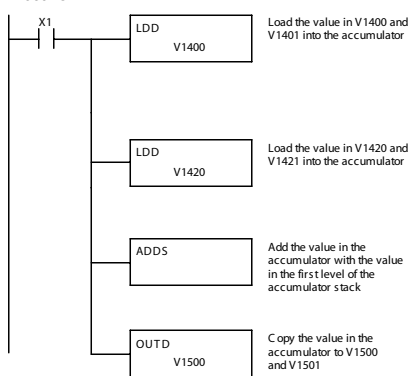 X1
LDD
V1400
Load the value in V1400 and
V1401 into the accumulator
LDD
V1420
Load the value in V1420 and
V1421 into the accumulator
ADDS
Add the value in the
accumulator with the value
in the first level of the
accumulator stack
OUTD
V1500
Copy the value in the
accumulator to V1500
and V1501